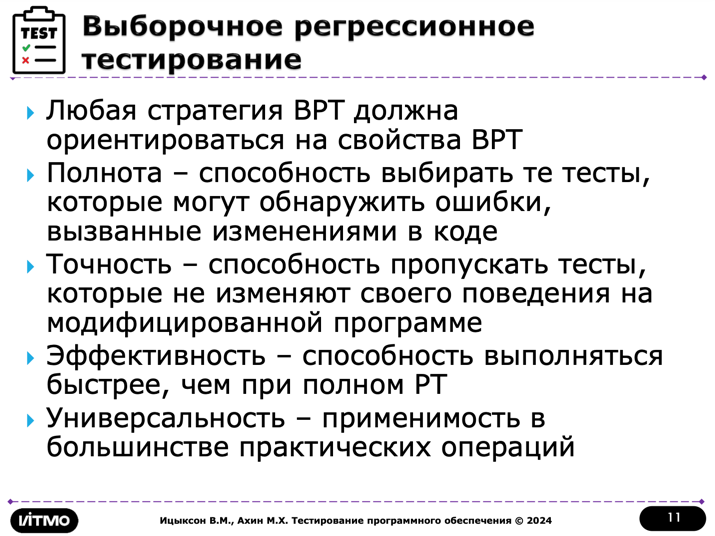 TEST
Выборочное регрессионное
тестирование
Любая стратегия ВРТ должна
ориентироваться на свойства ВРТ
Полнота – способность выбирать те тесты,
которые могут обнаружить ошибки,
вызванные изменениями в коде
Точность – способность пропускать тесты,
которые не изменяют своего поведения на
модифицированной программе
Эффективность – способность выполняться
быстрее, чем при полном РТ
Универсальность – применимость в
большинстве практических операций
ИТМО
Ицыксон В.М., Ахин М.Х. Тестирование программного обеспечения © 2024
11